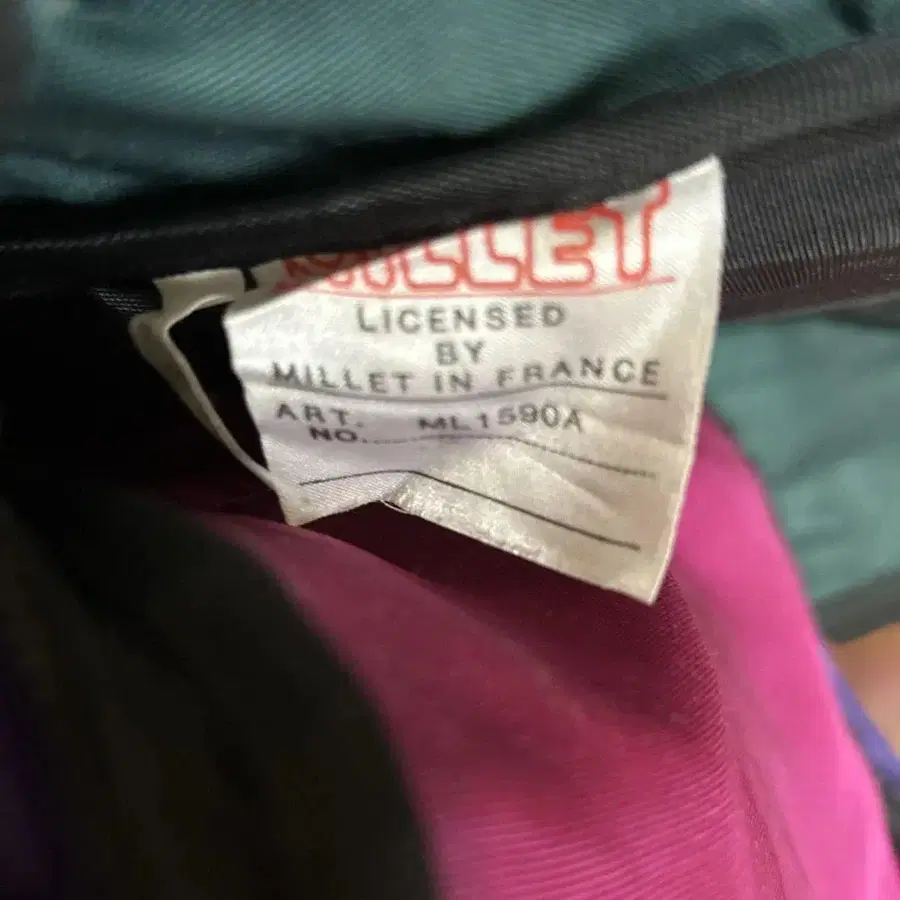 MILLET
LICENSED
BY
MILLET IN FRANCE
ART.
NO. ML1590A